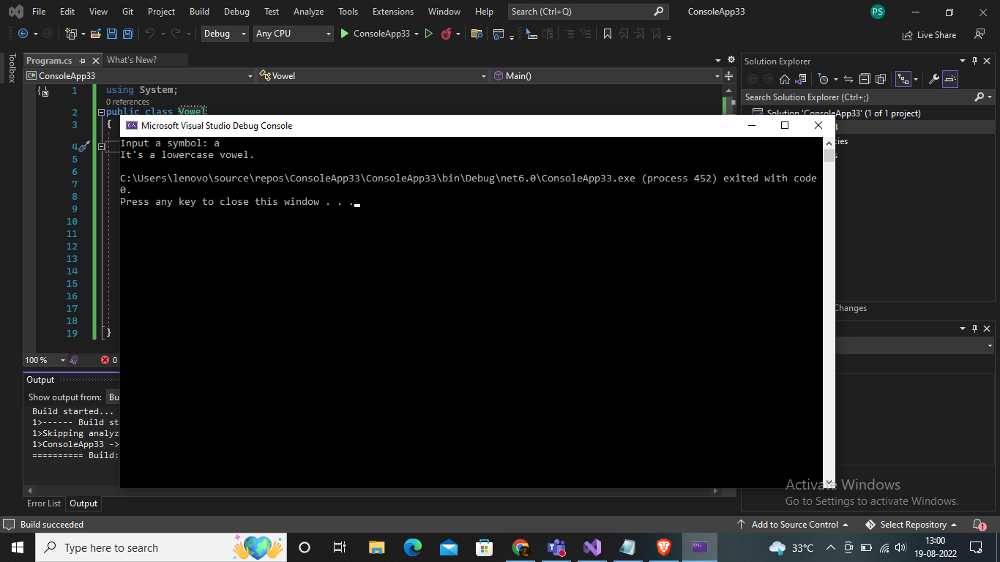 File Edit View Git Project Build Debug Test Analyze Tools Extensions Window Help Search (Ctrl+Q) ConsoleApp33 PS
Debug Any CPU ConsoleApp33 Live Share
Toolbox
Program.cs What's New?
ConsoleApp33 Vowel Main()
1 using System;
0 references
2 public class Vowel
3 {
4
5
6
7
8
9
10
11
12
13
14
15
16
17
18
19 }
100 % 0
Microsoft Visual Studio Debug Console
Input a symbol: a
It's a lowercase vowel.
C:\Users\lenovo\source\repos\ConsoleApp33\ConsoleApp33\bin\Debug\net6.0\ConsoleApp33.exe (process 452) exited with code
0.
Press any key to close this window . . .
Solution Explorer
Search Solution Explorer (Ctrl+;)
Solution 'ConsoleApp33' (1 of 1 project)
3
cies
s
Changes
Output
Show output from: Bu
Build started...
1>------ Build st
1>Skipping analyz
1>ConsoleApp33 ->
========== Build:
Error List Output
Activate Windows
Go to Settings to activate Windows.
Build succeeded Add to Source Control Select Repository 1
Type here to search 33°C 13:00
19-08-2022